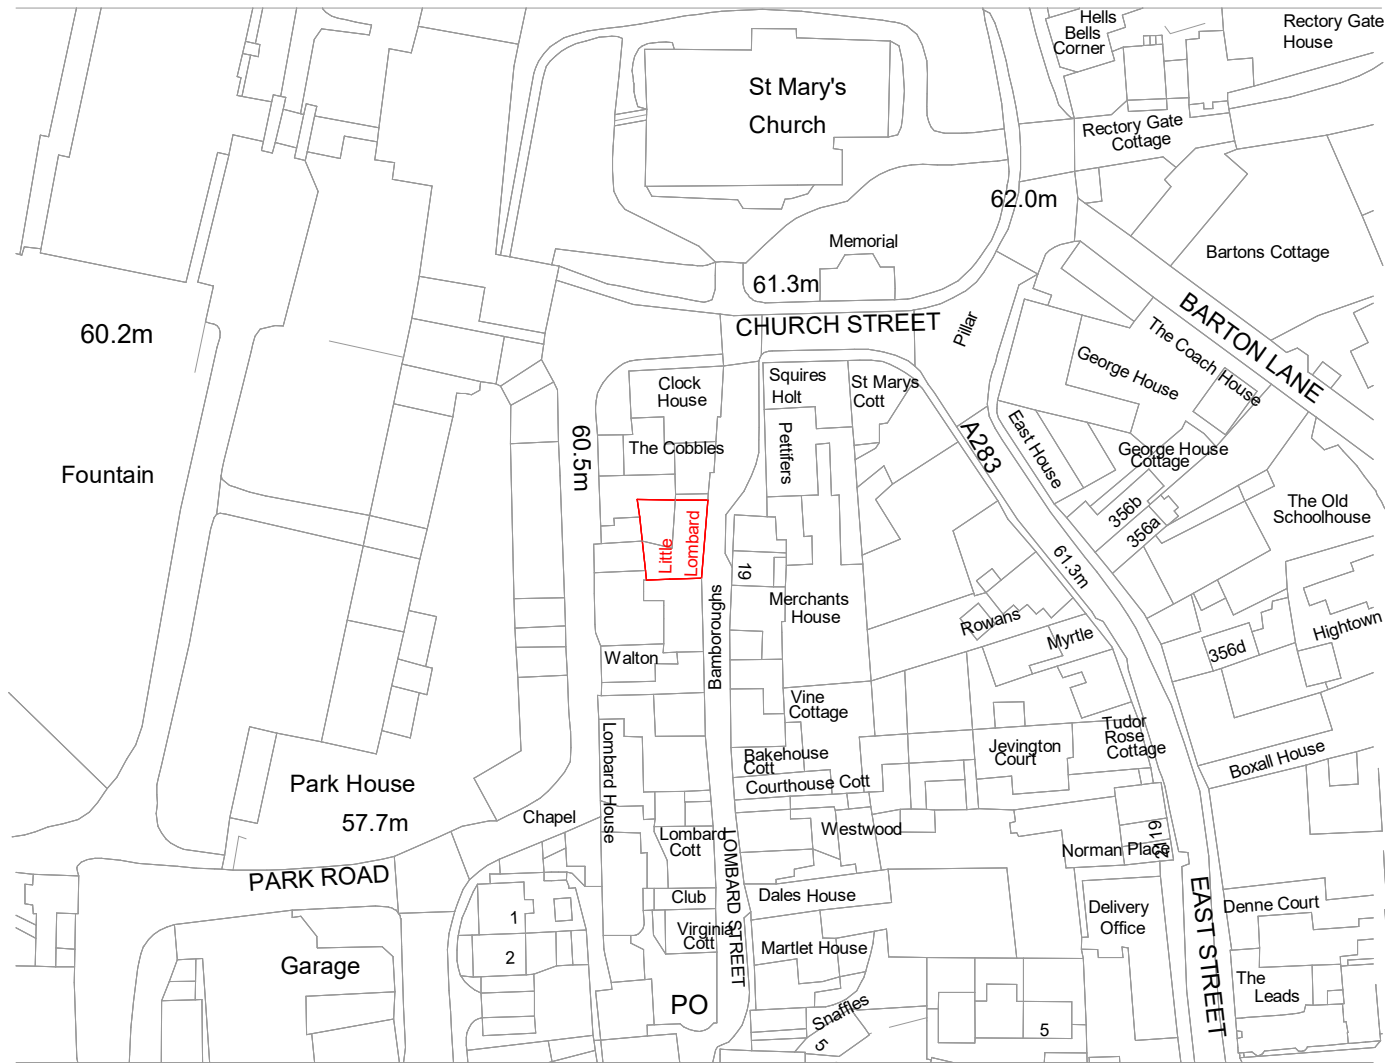 Hells
Bells
Corner
Rectory Gate
House
St Mary's
Church
Rectory Gate
Cottage
62.0m
Memorial
Bartons Cottage
61.3m
CHURCH STREET
Pillar
BARTON LANE
60.2m
The Coach House
George House
Clock
House
Squires
Holt
St Marys
Cott
60.5m
The Cobbles
Pettifers
A283
East House
George House
Cottage
Fountain
356b
356a
The Old
Schoolhouse
Little
Lombard
61.3m
19
Bamboroughs
Merchants
House
Rowans
Myrtle
Hightown
356d
Walton
Vine
Cottage
Tudor
Rose
Cottage
Lombard House
Jevington
Court
Bakehouse
Cott
Boxall House
Courthouse Cott
Park House
57.7m
Chapel
Lombard
Cott
LOMBARD STREET
Westwood
Norman Place
19
PARK ROAD
Club
Dales House
EAST STREET
Denne Court
1
Virginia
Cott
Delivery
Office
2
Martlet House
Garage
The
Leads
PO
Snaffles
5
5